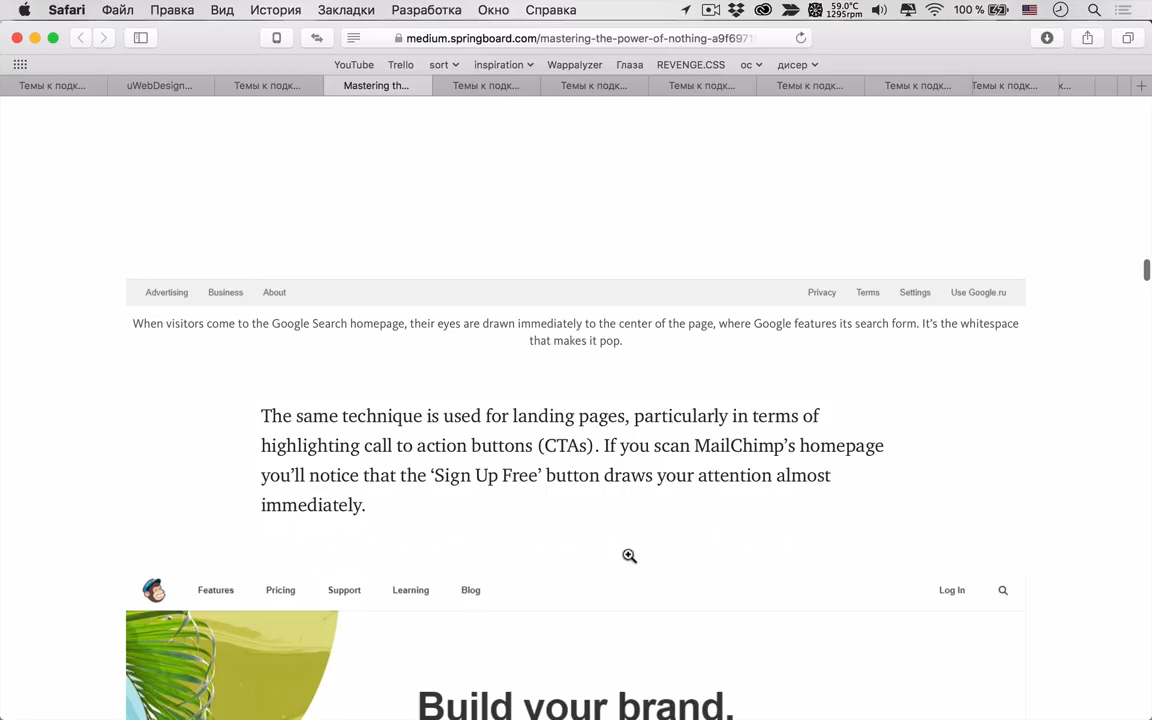 Safari Файл Правка Вид История Закладки Разработка Окно Справка 59.0°C 1295rpm 100 %
medium.springboard.com/mastering-the-power-of-nothing-a9f6971
YouTube Trello sort inspiration Wappalyzer Глаза REVENGE.CSS ос дисер
Темы к подк... uWebDesign... Темы к подк... Mastering th... Темы к подк... Темы к подк... Темы к подк... Темы к подк... Темы к подк... Темы к подк... к...
Advertising Business About Privacy Terms Settings Use Google.ru
When visitors come to the Google Search homepage, their eyes are drawn immediately to the center of the page, where Google features its search form. It's the whitespace
that makes it pop.
The same technique is used for landing pages, particularly in terms of
highlighting call to action buttons (CTAs). If you scan MailChimp's homepage
you'll notice that the 'Sign Up Free' button draws your attention almost
immediately.
Features Pricing Support Learning Blog Log In
Build your brand.